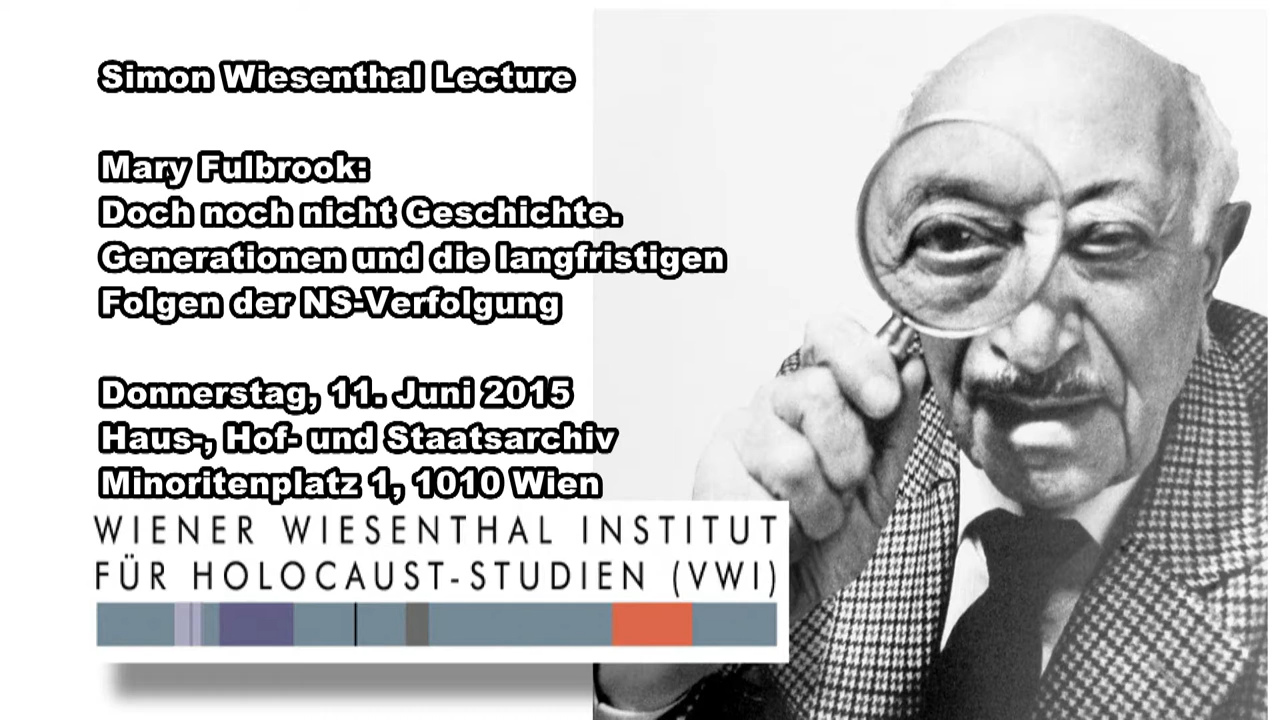 Simon Wiesenthal Lecture
Mary Fulbrook:
Doch noch nicht Geschichte.
Generationen und die langfristigen
Folgen der NS-Verfolgung
Donnerstag, 11. Juni 2015
Haus-, Hof- und Staatsarchiv
Minoritenplatz 1, 1010 Wien
WIENER WIESENTHAL INSTITUT
FÜR HOLOCAUST-STUDIEN (VWI)